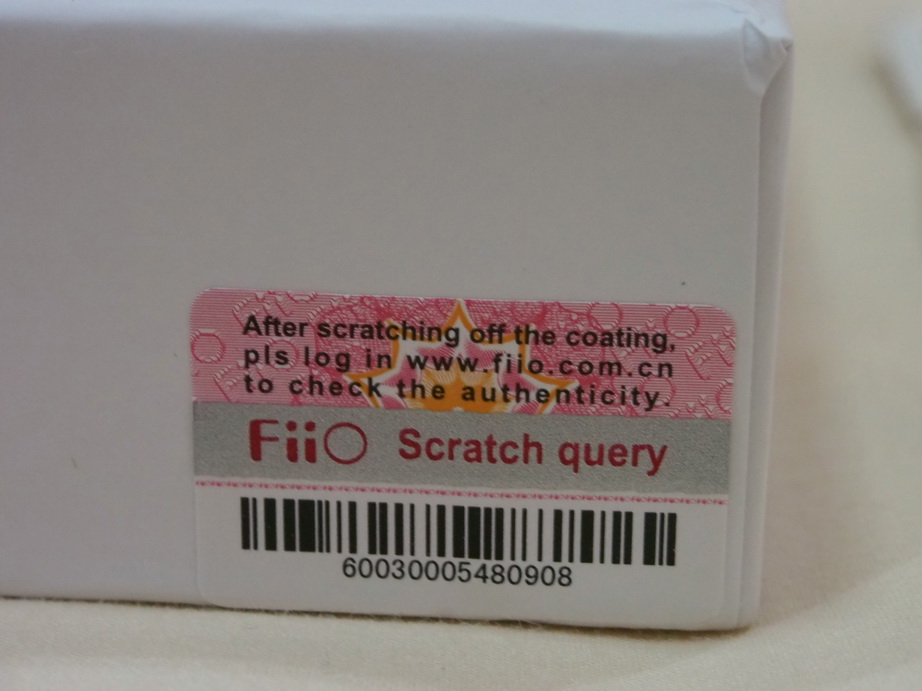 After scratching off the coating,
pls log in www.fiio.com.cn
to check the authenticity.
FiiO Scratch query
60030005480908